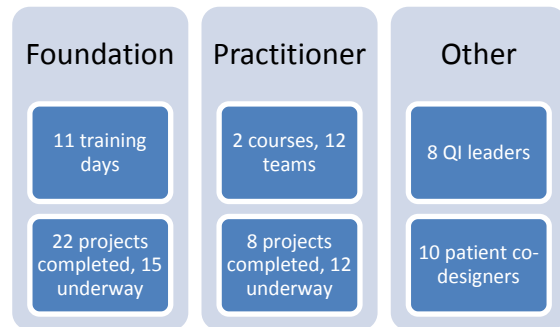 Foundation
11 training
days
22 projects
completed, 15
underway
Practitioner
2 courses, 12
teams
8 projects
completed, 12
underway
Other
8 QI leaders
10 patient co-
designers